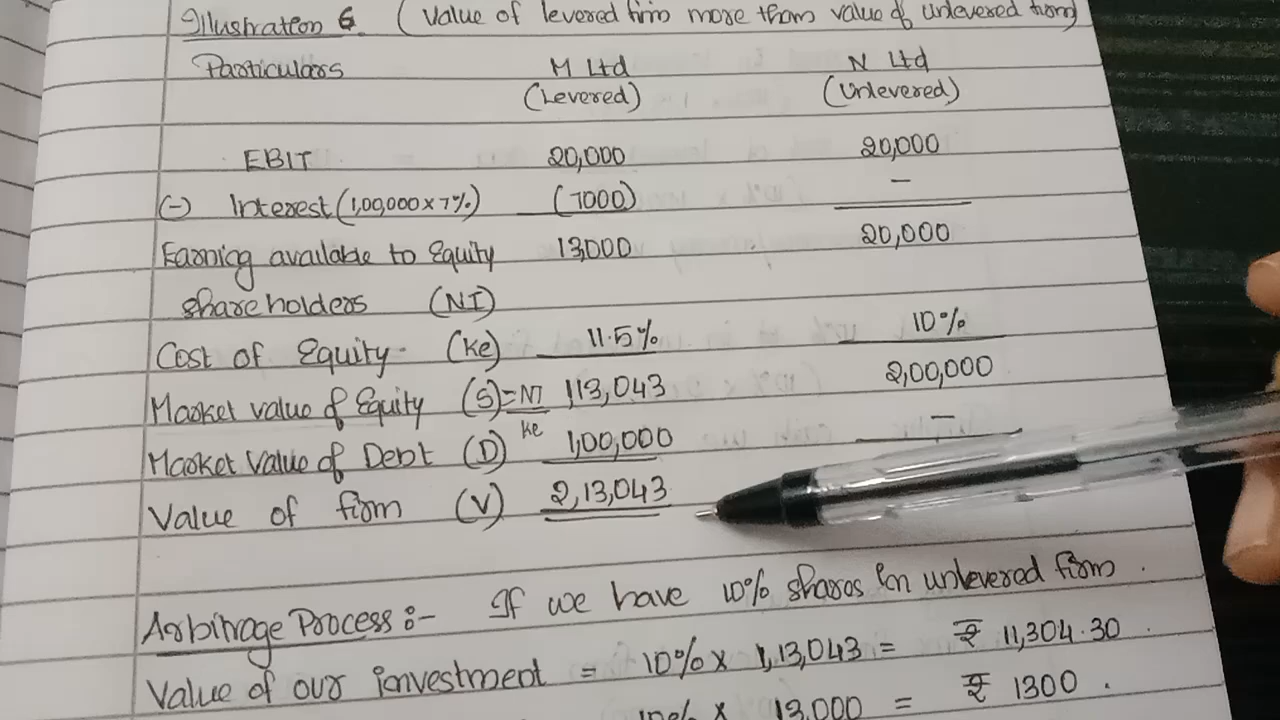 Illustration 6. (Value of levered firm more than value of unlevered firm)
Particulars M Ltd N Ltd
(Levered) (Unlevered)
EBIT 20,000 20,000
(-) Interest (1,00,000 x 7%) (7000) —
Earning available to Equity 13,000 20,000
shareholders (NI)
Cost of Equity (Ke) 11.5% 10%
Market value of Equity (S) = NI 1,13,043 2,00,000
Ke
Market value of Debt (D) 1,00,000 —
Value of firm (V) 2,13,043
Arbitrage Process :- If we have 10% shares in unlevered firm.
Value of our investment = 10% x 1,13,043 = ₹ 11,304.30
10% x 13,000 = ₹ 1300.